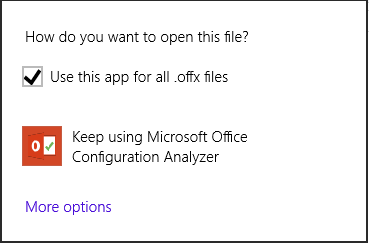 How do you want to open this file?
Use this app for all .offx files
Keep using Microsoft Office
Configuration Analyzer
More options